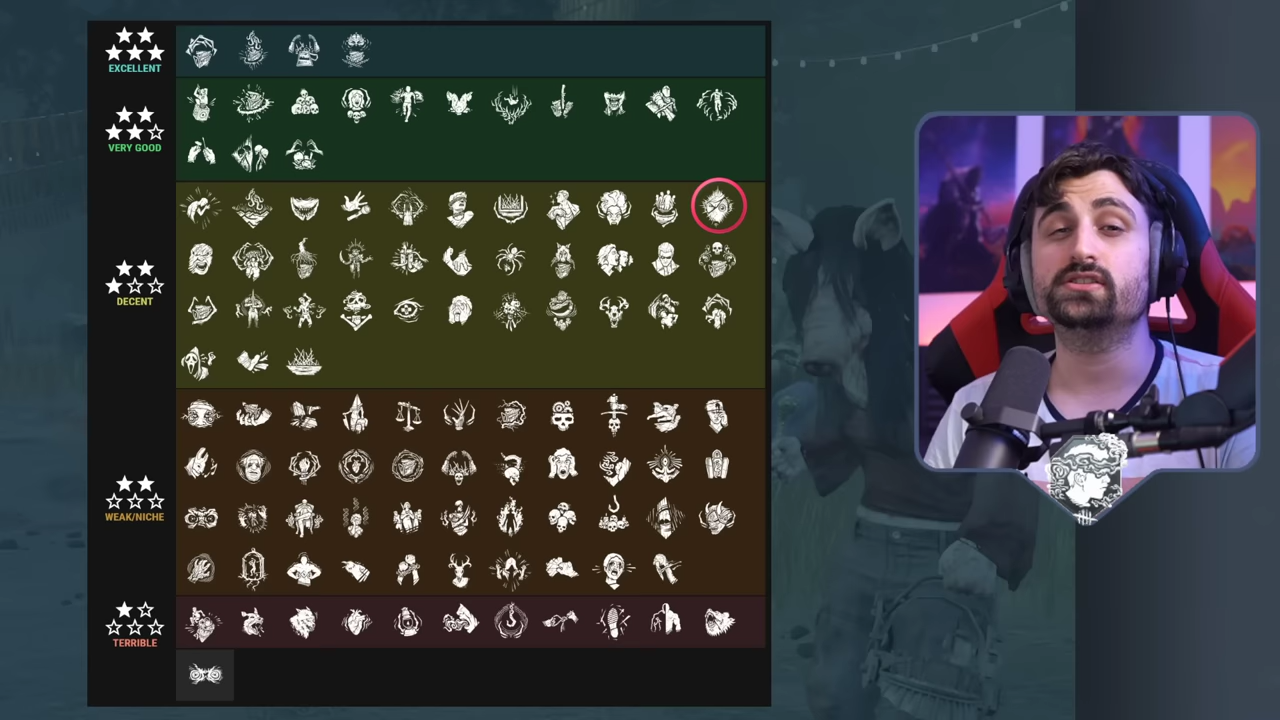 EXCELLENT
VERY GOOD
DECENT
WEAK/NICHE
TERRIBLE